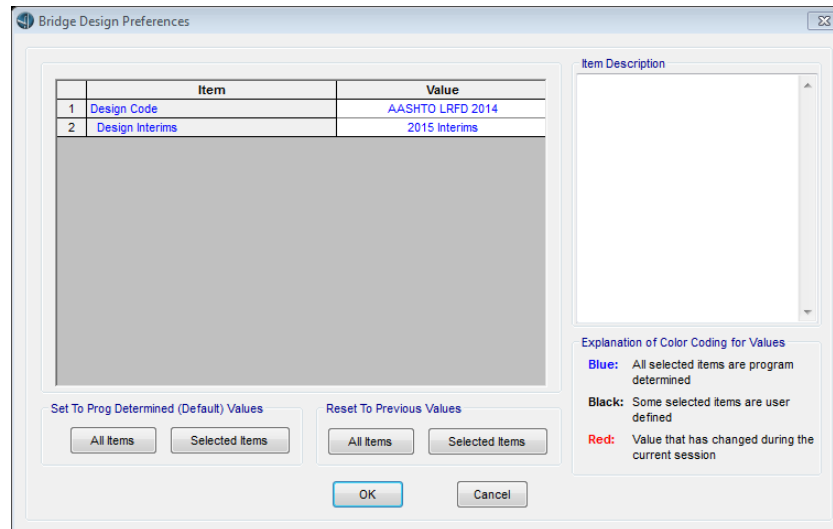 Bridge Design Preferences
Item Value
1 Design Code AASHTO LRFD 2014
2 Design Interims 2015 Interims
Item Description
Explanation of Color Coding for Values
Blue: All selected items are program
determined
Black: Some selected items are user
defined
Red: Value that has changed during the
current session
Set To Prog Determined (Default) Values
All Items Selected Items
Reset To Previous Values
All Items Selected Items
OK Cancel